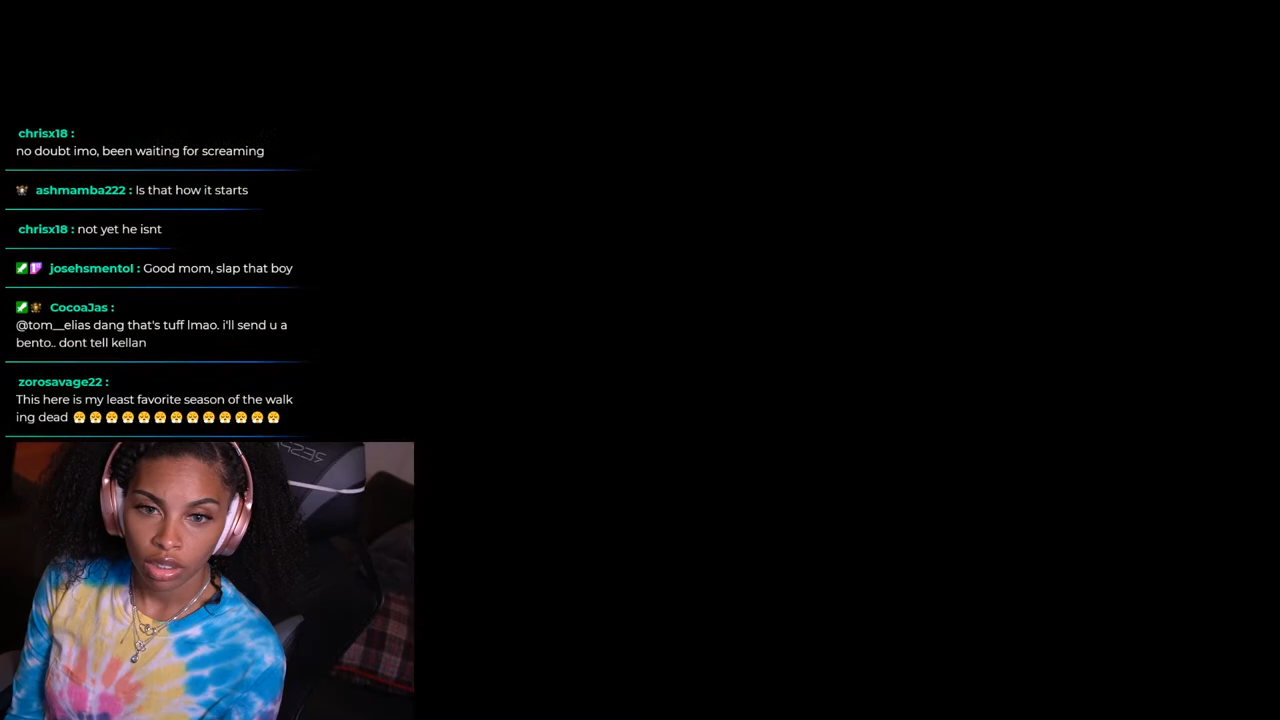 chrisx18 :
no doubt imo, been waiting for screaming
ashmamba222 : Is that how it starts
chrisx18 : not yet he isnt
josehsmentol : Good mom, slap that boy
CocoaJas :
@tom__elias dang that's tuff lmao. i'll send u a
bento.. dont tell kellan
zorosavage22 :
This here is my least favorite season of the walk
ing dead 😤😤😤😤😤😤😤😤😤😤😤😤😤
RESPAWN